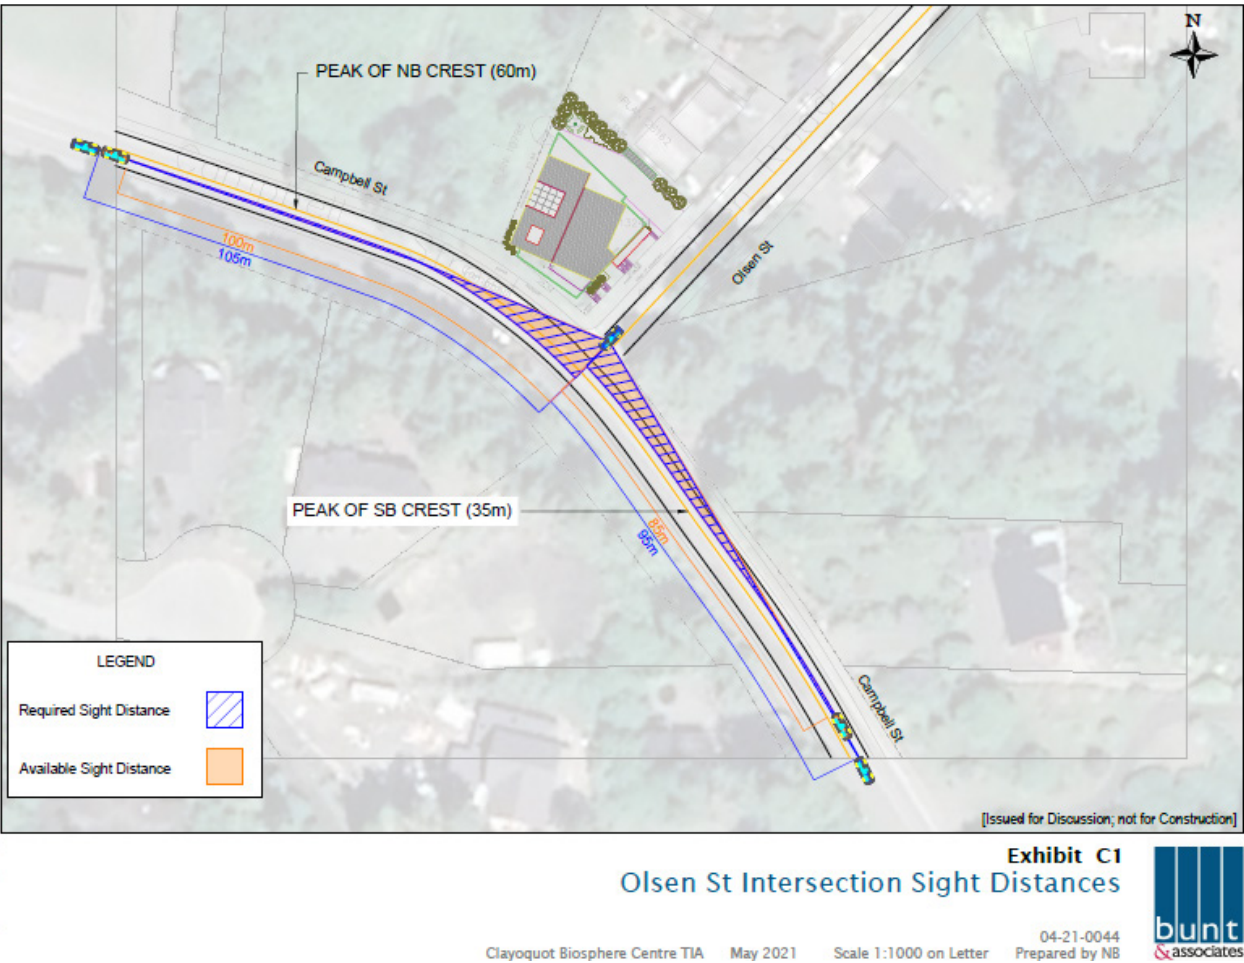 N
PEAK OF NB CREST (60m)
Campbell St
100m
105m
Olsen St
PEAK OF SB CREST (35m)
85m
95m
Campbell St
LEGEND
Required Sight Distance
Available Sight Distance
[Issued for Discussion; not for Construction]
Exhibit C1
Olsen St Intersection Sight Distances
04-21-0044
Clayoquot Biosphere Centre TIA May 2021 Scale 1:1000 on Letter Prepared by NB
bunt
& associates